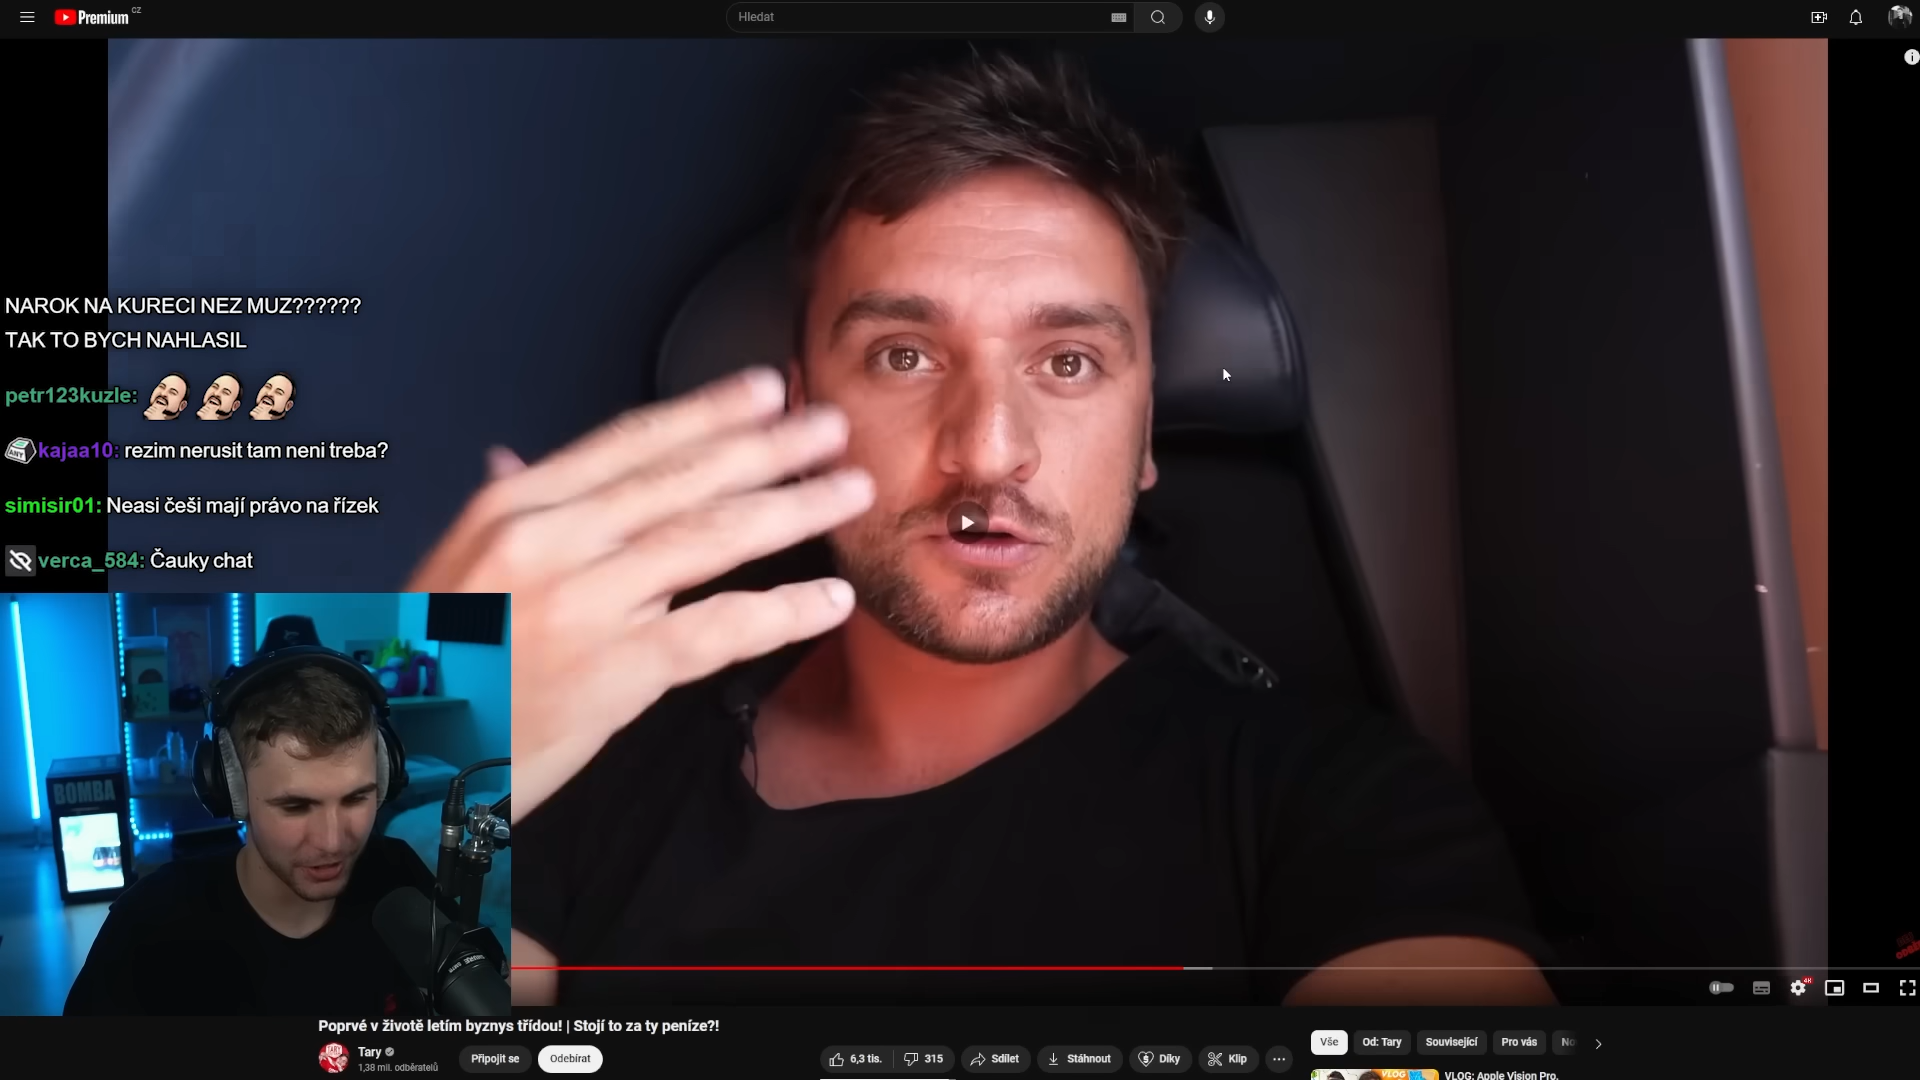 Premium CZ
Hledat
NAROK NA KURECI NEZ MUZ??????
TAK TO BYCH NAHLASIL
petr123kuzle:
kajaa10: rezim nerusit tam neni treba?
simisir01: Neasi češi mají právo na řízek
verca_584: Čauky chat
BOMBA
Poprvé v životě letím byznys třídou! | Stojí to za ty peníze?!
Tary
1,38 mil. odběratelů
Připojit se
Odebírat
6,3 tis.
315
Sdílet
Stáhnout
Díky
Klip
Vše
Od: Tary
Související
Pro vás
No
VLOG
VLOG: Apple Vision Pro,